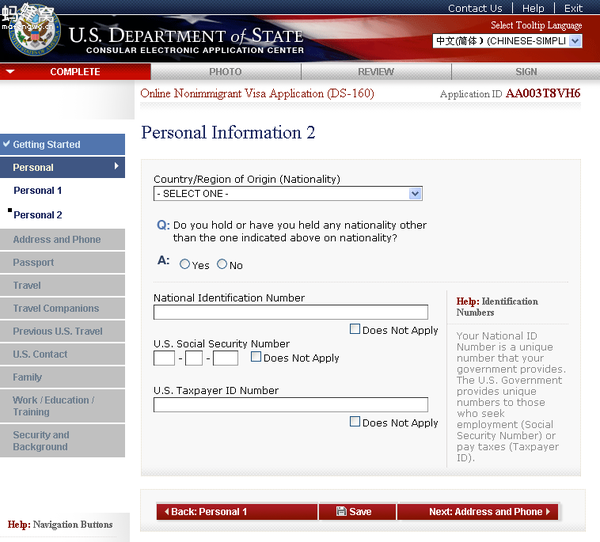 Contact Us | Help | Exit
蚂蜂窝
U.S. DEPARTMENT of STATE
CONSULAR ELECTRONIC APPLICATION CENTER
Select Tooltip Language
中文(简体) (CHINESE-SIMPLI
COMPLETE PHOTO REVIEW SIGN
Online Nonimmigrant Visa Application (DS-160)
Application ID AA003T8VH6
Personal Information 2
Getting Started
Personal
Personal 1
Personal 2
Address and Phone
Passport
Travel
Travel Companions
Previous U.S. Travel
U.S. Contact
Family
Work / Education /
Training
Security and
Background
Help: Navigation Buttons
Country/Region of Origin (Nationality)
- SELECT ONE -
Q: Do you hold or have you held any nationality other
than the one indicated above on nationality?
A: Yes No
National Identification Number
Does Not Apply
U.S. Social Security Number
- - Does Not Apply
U.S. Taxpayer ID Number
Does Not Apply
Help: Identification
Numbers
Your National ID
Number is a unique
number that your
government provides.
The U.S. Government
provides unique
numbers to those
who seek
employment (Social
Security Number) or
pay taxes (Taxpayer
ID).
Back: Personal 1
Save
Next: Address and Phone